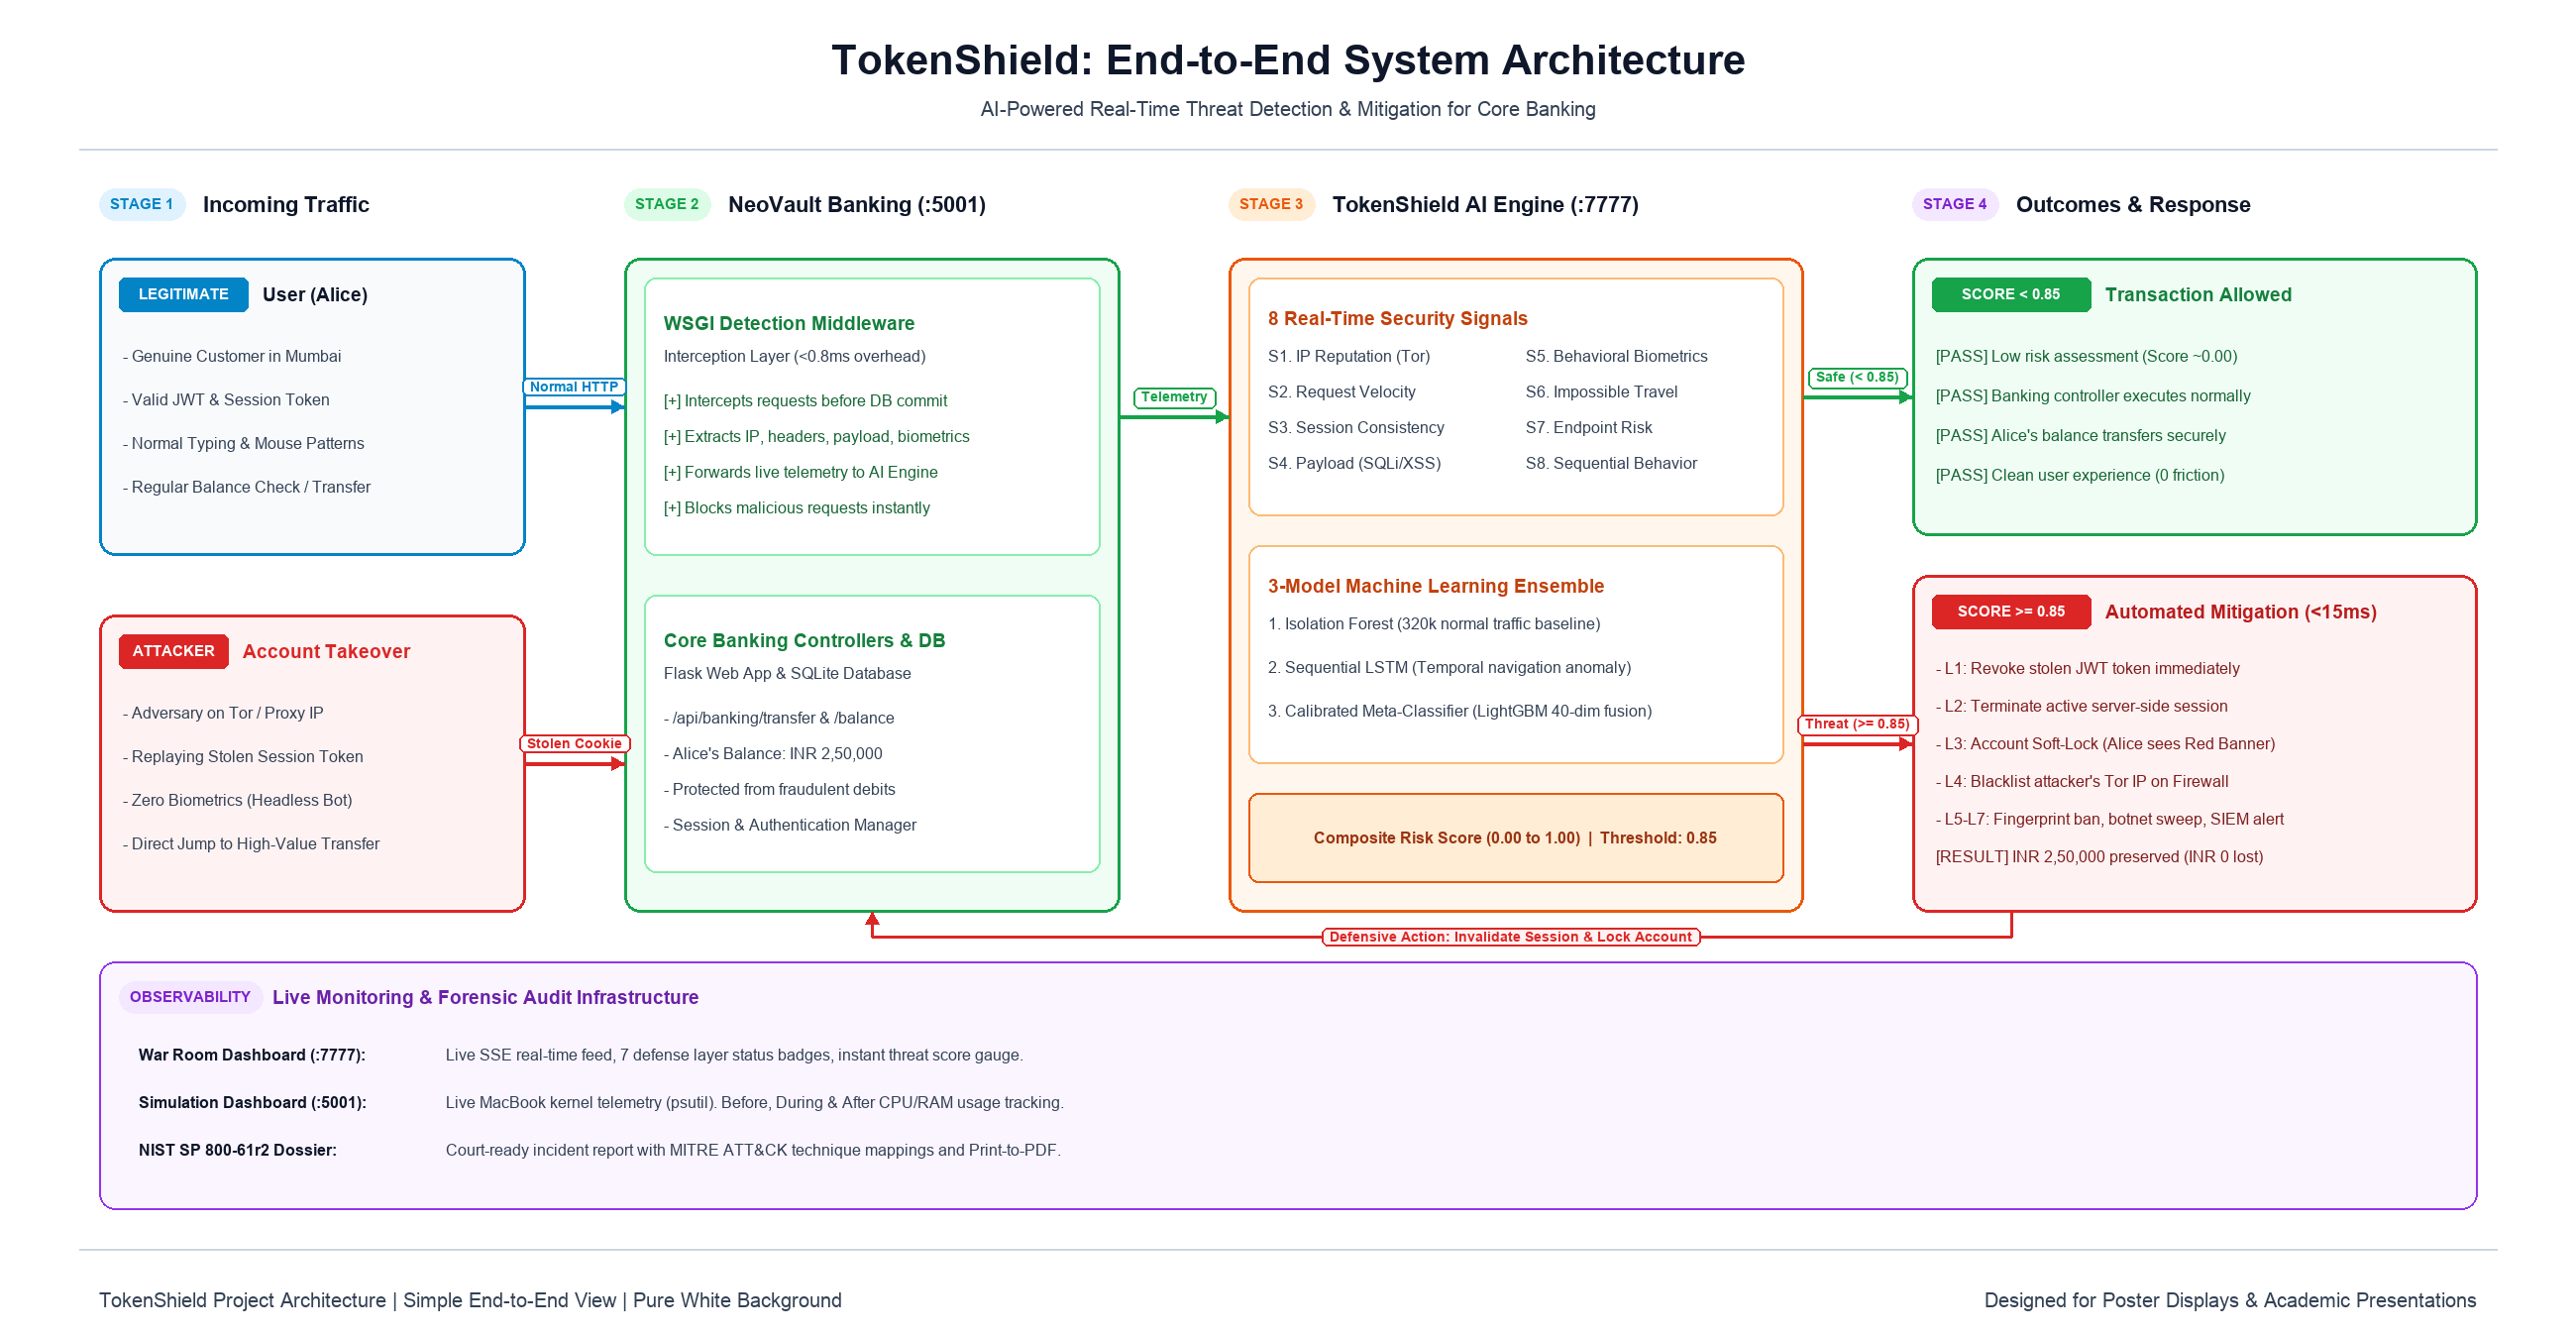 TokenShield: End-to-End System Architecture
AI-Powered Real-Time Threat Detection & Mitigation for Core Banking
STAGE 1 Incoming Traffic
LEGITIMATE User (Alice)
- Genuine Customer in Mumbai
- Valid JWT & Session Token
- Normal Typing & Mouse Patterns
- Regular Balance Check / Transfer
Normal HTTP
ATTACKER Account Takeover
- Adversary on Tor / Proxy IP
- Replaying Stolen Session Token
- Zero Biometrics (Headless Bot)
- Direct Jump to High-Value Transfer
Stolen Cookie
STAGE 2 NeoVault Banking (:5001)
WSGI Detection Middleware
Interception Layer (<0.8ms overhead)
[+] Intercepts requests before DB commit
[+] Extracts IP, headers, payload, biometrics
[+] Forwards live telemetry to AI Engine
[+] Blocks malicious requests instantly
Core Banking Controllers & DB
Flask Web App & SQLite Database
- /api/banking/transfer & /balance
- Alice's Balance: INR 2,50,000
- Protected from fraudulent debits
- Session & Authentication Manager
Telemetry
STAGE 3 TokenShield AI Engine (:7777)
8 Real-Time Security Signals
S1. IP Reputation (Tor)
S2. Request Velocity
S3. Session Consistency
S4. Payload (SQLi/XSS)
S5. Behavioral Biometrics
S6. Impossible Travel
S7. Endpoint Risk
S8. Sequential Behavior
3-Model Machine Learning Ensemble
1. Isolation Forest (320k normal traffic baseline)
2. Sequential LSTM (Temporal navigation anomaly)
3. Calibrated Meta-Classifier (LightGBM 40-dim fusion)
Composite Risk Score (0.00 to 1.00) | Threshold: 0.85
Safe (< 0.85)
Threat (>= 0.85)
STAGE 4 Outcomes & Response
SCORE < 0.85 Transaction Allowed
[PASS] Low risk assessment (Score ~0.00)
[PASS] Banking controller executes normally
[PASS] Alice's balance transfers securely
[PASS] Clean user experience (0 friction)
SCORE >= 0.85 Automated Mitigation (<15ms)
- L1: Revoke stolen JWT token immediately
- L2: Terminate active server-side session
- L3: Account Soft-Lock (Alice sees Red Banner)
- L4: Blacklist attacker's Tor IP on Firewall
- L5-L7: Fingerprint ban, botnet sweep, SIEM alert
[RESULT] INR 2,50,000 preserved (INR 0 lost)
Defensive Action: Invalidate Session & Lock Account
OBSERVABILITY Live Monitoring & Forensic Audit Infrastructure
War Room Dashboard (:7777): Live SSE real-time feed, 7 defense layer status badges, instant threat score gauge.
Simulation Dashboard (:5001): Live MacBook kernel telemetry (psutil). Before, During & After CPU/RAM usage tracking.
NIST SP 800-61r2 Dossier: Court-ready incident report with MITRE ATT&CK technique mappings and Print-to-PDF.
TokenShield Project Architecture | Simple End-to-End View | Pure White Background
Designed for Poster Displays & Academic Presentations